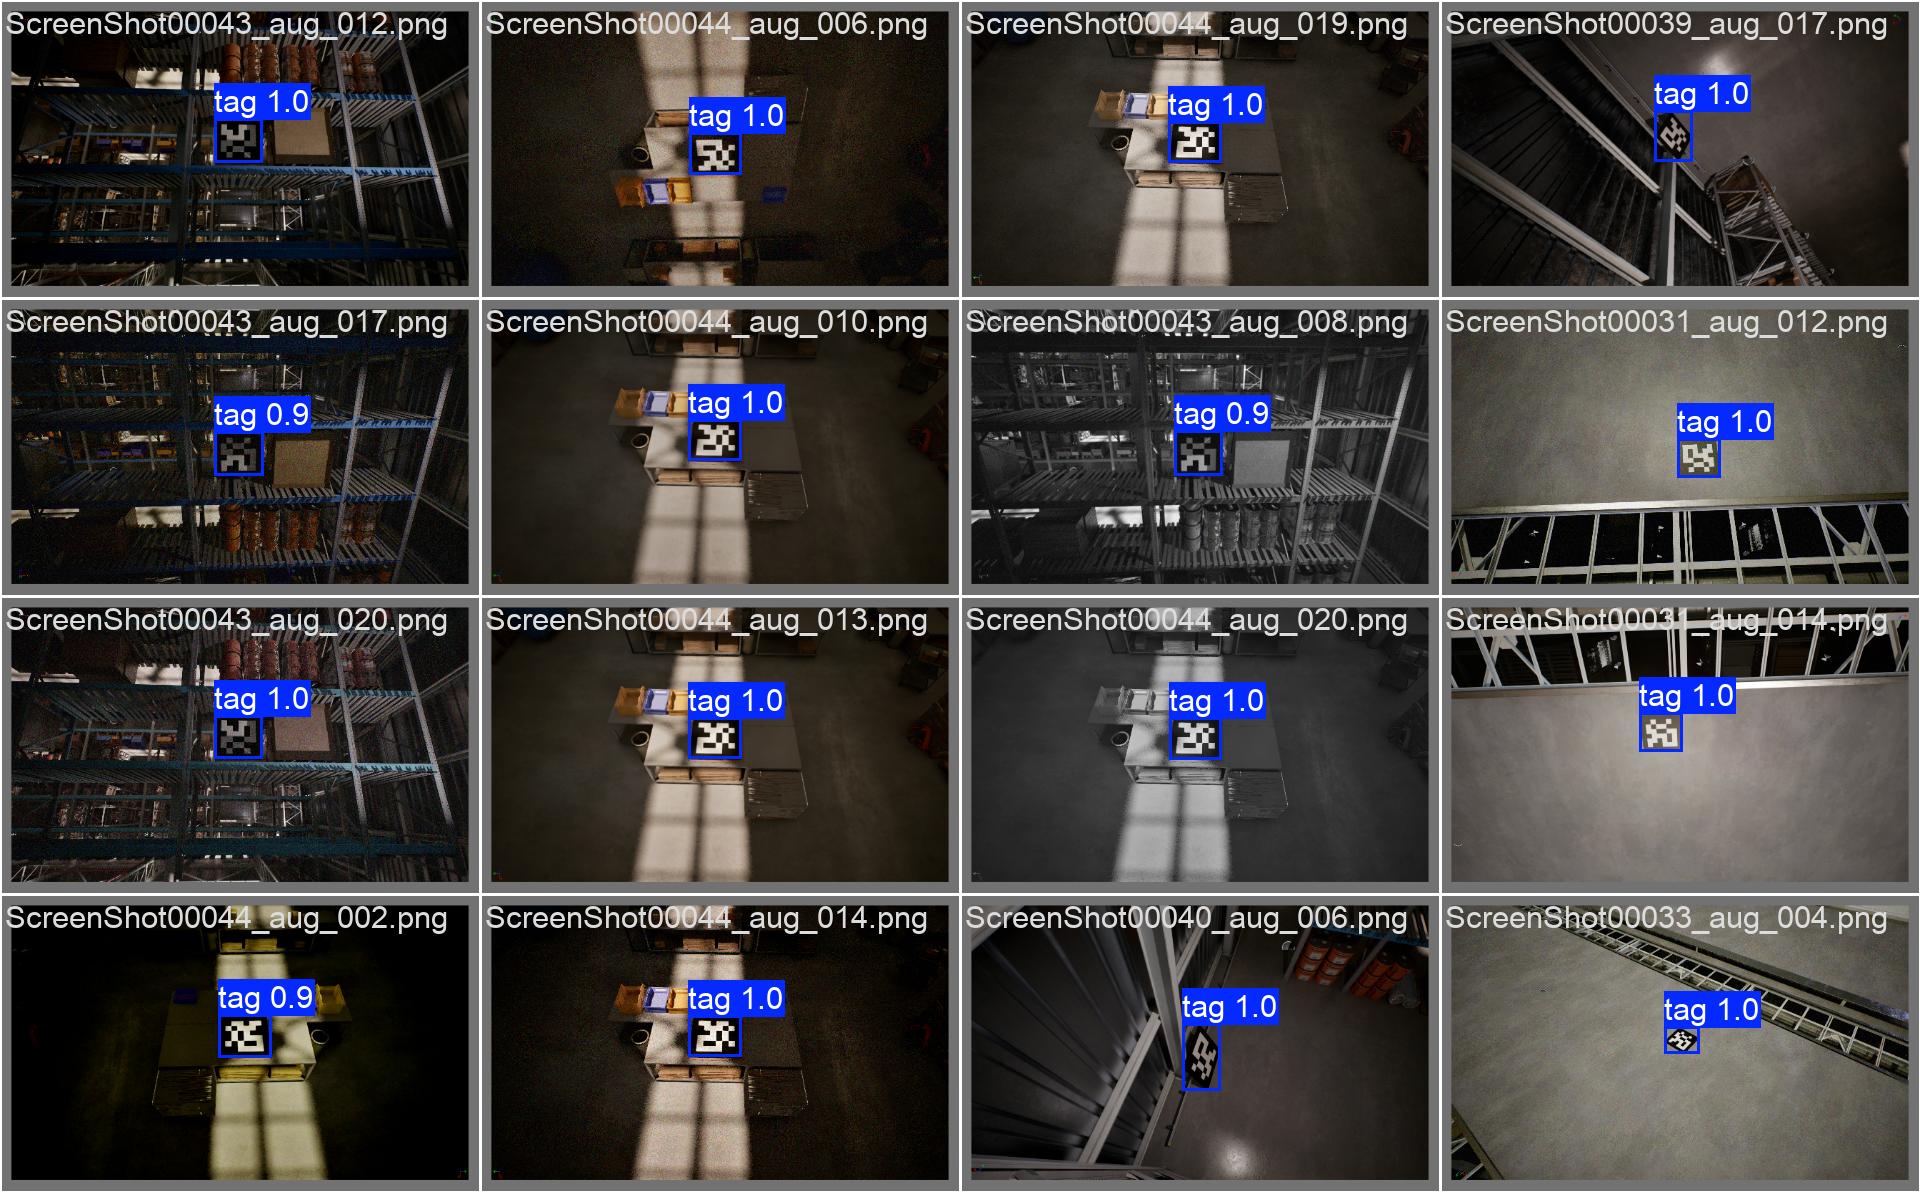 ScreenShot00043_aug_012.png
tag 1.0
ScreenShot00044_aug_006.png
tag 1.0
ScreenShot00044_aug_019.png
tag 1.0
ScreenShot00039_aug_017.png
tag 1.0
ScreenShot00043_aug_017.png
tag 0.9
ScreenShot00044_aug_010.png
tag 1.0
ScreenShot00043_aug_008.png
tag 0.9
ScreenShot00031_aug_012.png
tag 1.0
ScreenShot00043_aug_020.png
tag 1.0
ScreenShot00044_aug_013.png
tag 1.0
ScreenShot00044_aug_020.png
tag 1.0
ScreenShot00031_aug_014.png
tag 1.0
ScreenShot00044_aug_002.png
tag 0.9
ScreenShot00044_aug_014.png
tag 1.0
ScreenShot00040_aug_006.png
tag 1.0
ScreenShot00033_aug_004.png
tag 1.0